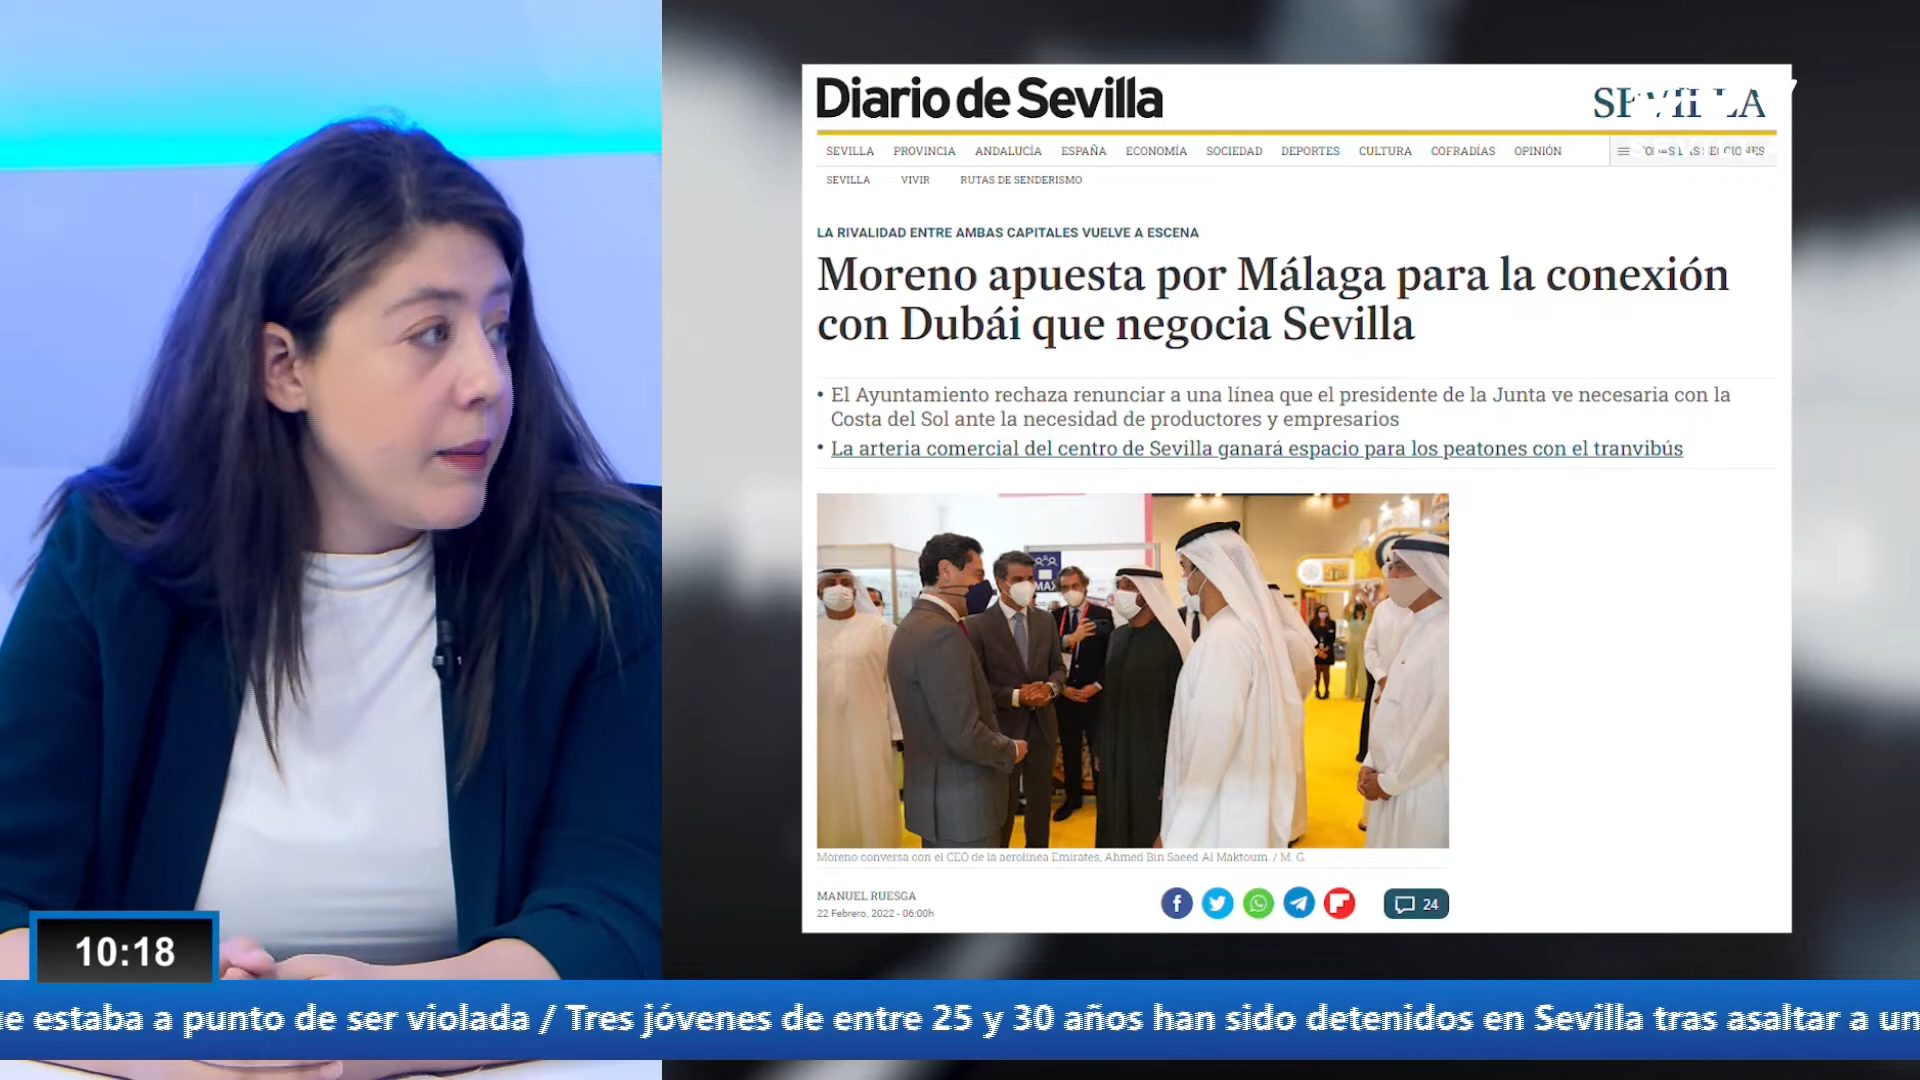 Diario de Sevilla
SEVILLA
SEVILLA PROVINCIA ANDALUCÍA ESPAÑA ECONOMÍA SOCIEDAD DEPORTES CULTURA COFRADÍAS OPINIÓN
SEVILLA VIVIR RUTAS DE SENDERISMO
LA RIVALIDAD ENTRE AMBAS CAPITALES VUELVE A ESCENA
Moreno apuesta por Málaga para la conexión
con Dubái que negocia Sevilla
• El Ayuntamiento rechaza renunciar a una línea que el presidente de la Junta ve necesaria con la
Costa del Sol ante la necesidad de productores y empresarios
• La arteria comercial del centro de Sevilla ganará espacio para los peatones con el tranvibús
Moreno conversa con el CEO de la aerolínea Emirates, Ahmed Bin Saeed Al Maktoum. / M. G.
MANUEL RUESGA
22 Febrero, 2022 - 06:00h
24
10:18
ue estaba a punto de ser violada / Tres jóvenes de entre 25 y 30 años han sido detenidos en Sevilla tras asaltar a un